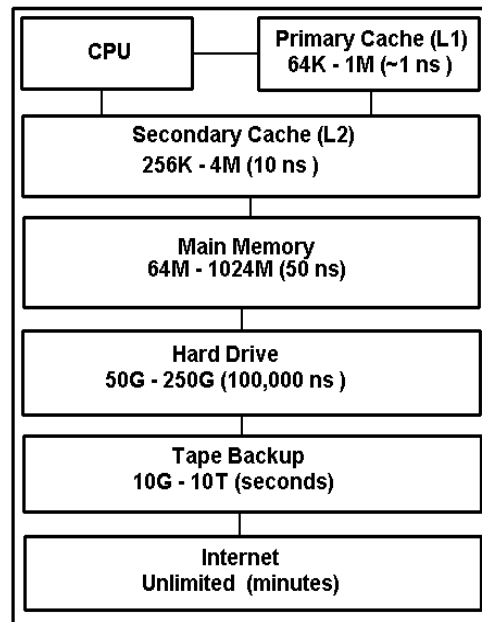 CPU
Primary Cache (L1)
64K - 1M (~1 ns )
Secondary Cache (L2)
256K - 4M (10 ns )
Main Memory
64M - 1024M (50 ns)
Hard Drive
50G - 250G (100,000 ns )
Tape Backup
10G - 10T (seconds)
Internet
Unlimited (minutes)